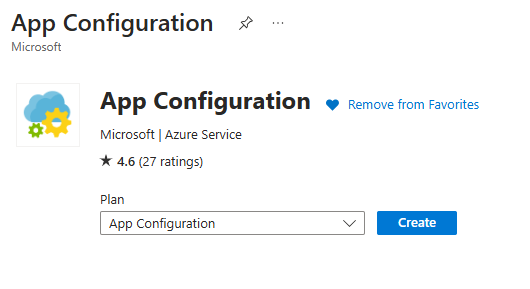 App Configuration
Microsoft
App Configuration
Remove from Favorites
Microsoft | Azure Service
★ 4.6 (27 ratings)
Plan
App Configuration
Create